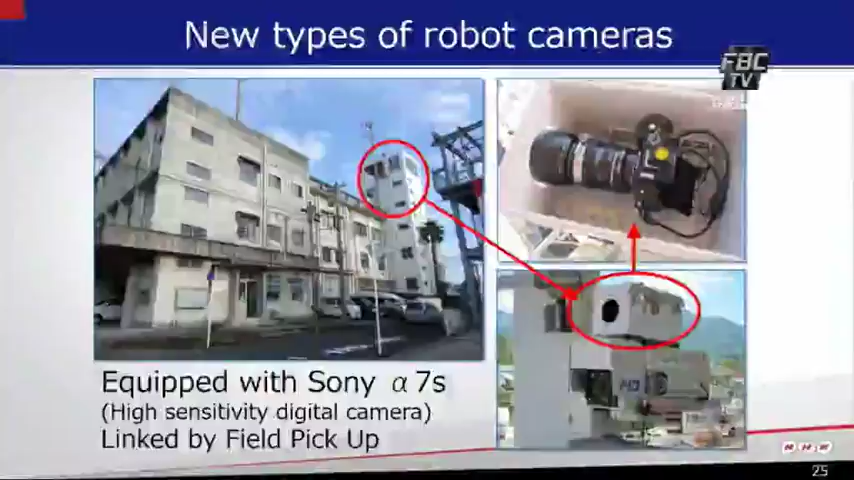 New types of robot cameras
FBC
TV
Equipped with Sony α7s
(High sensitivity digital camera)
Linked by Field Pick Up
NHK
25